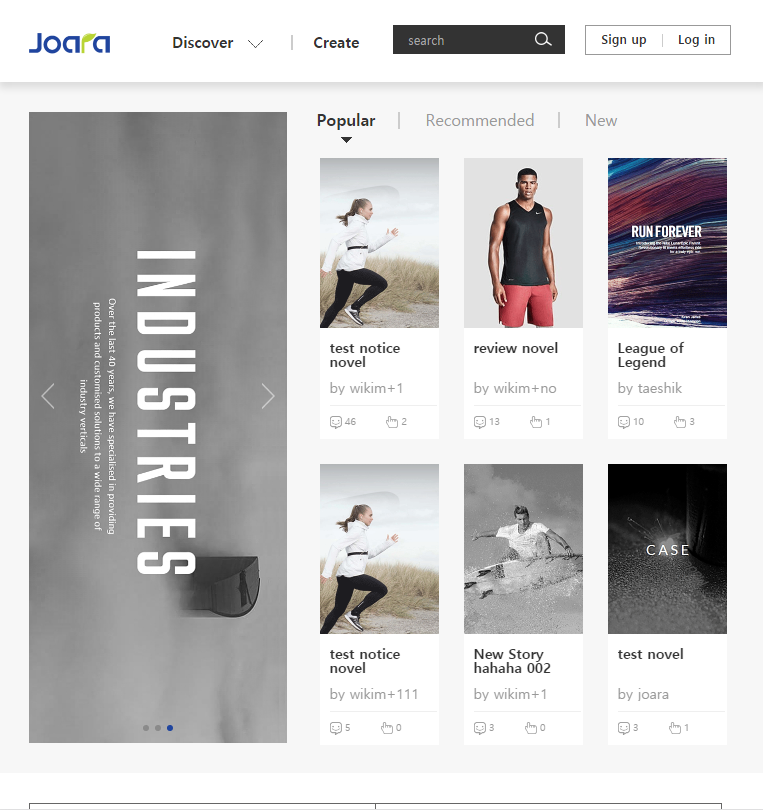 Joara
Discover
Create
search
Sign up
Log in
INDUSTRIES
Over the last 40 years, we have specialised in providing
products and customised solutions to a wide range of
industry verticals
Popular
Recommended
New
test notice
novel
by wikim+1
46 2
review novel
by wikim+no
13 1
RUN FOREVER
League of
Legend
by taeshik
10 3
test notice
novel
by wikim+111
5 0
New Story
hahaha 002
by wikim+1
3 0
CASE
test novel
by joara
3 1